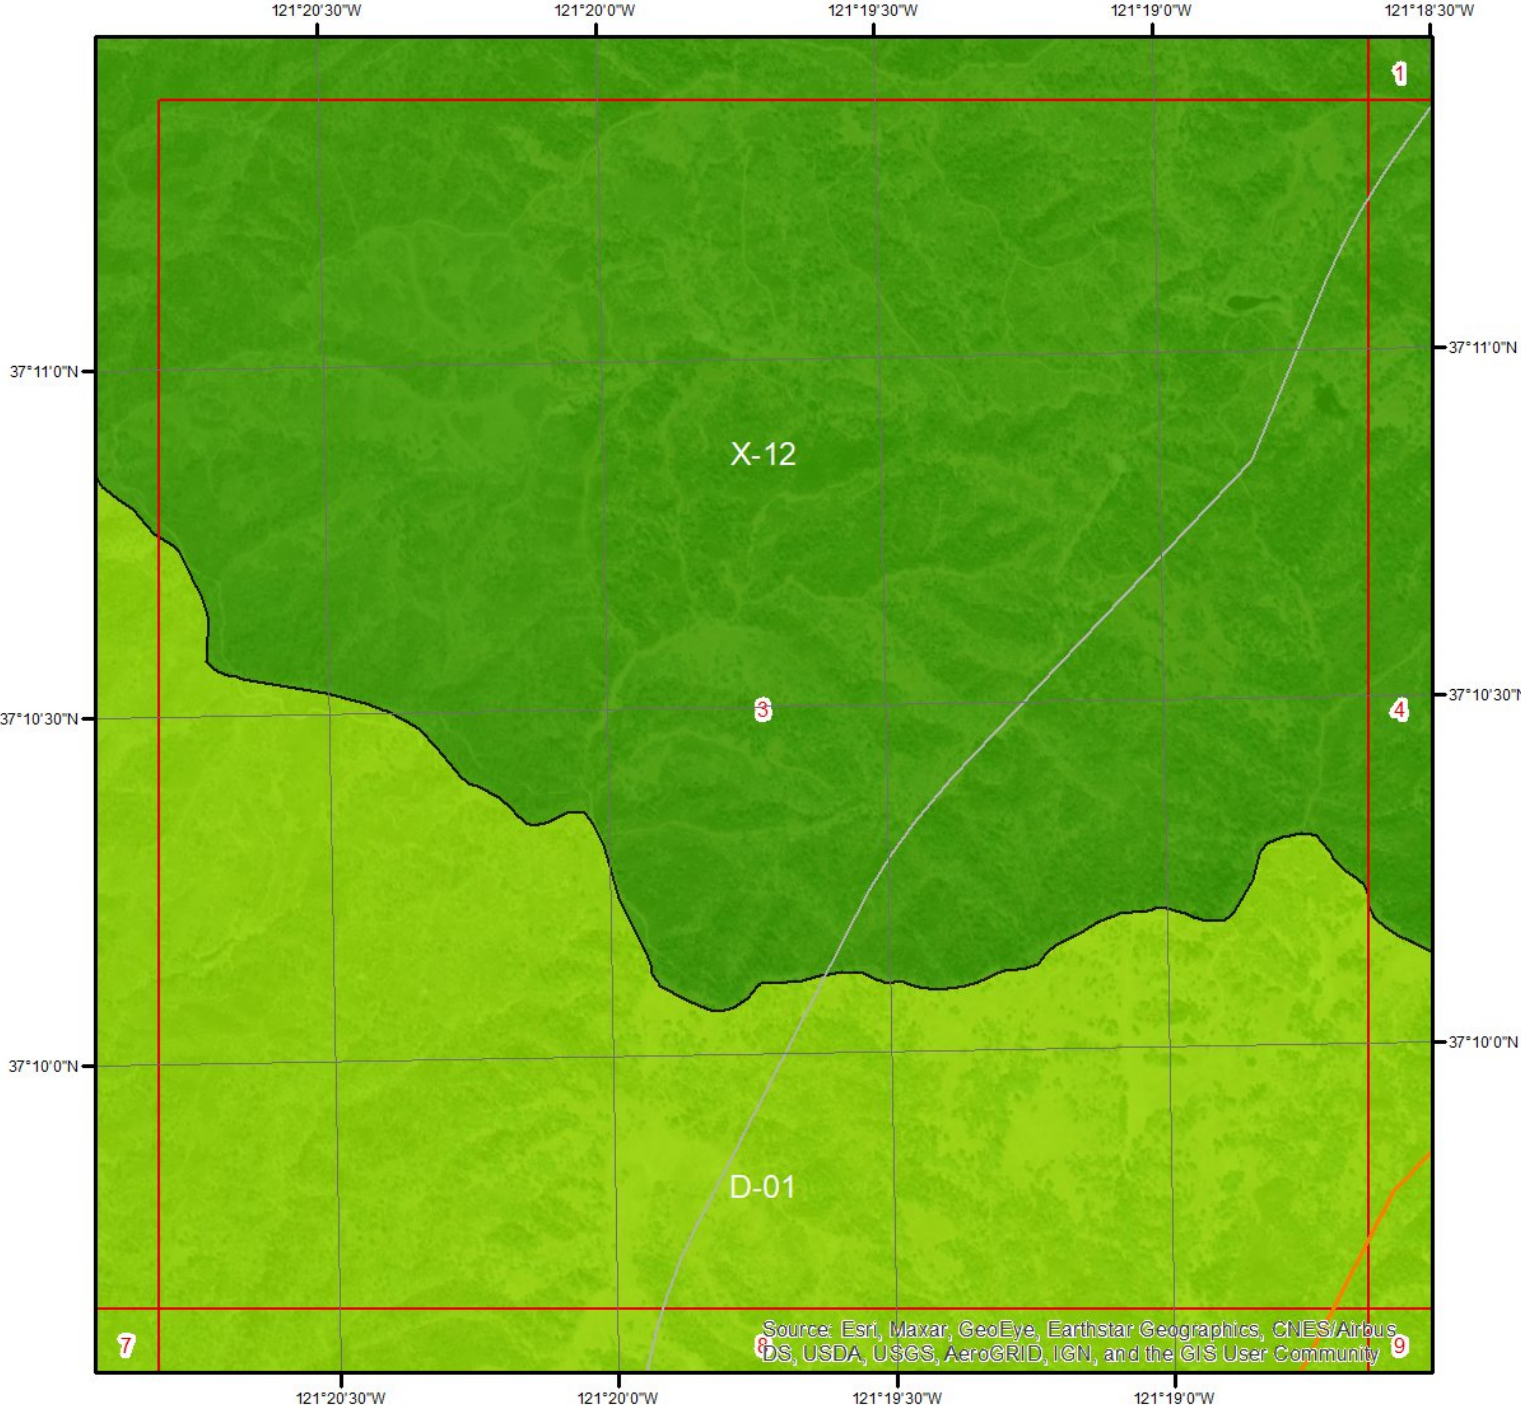 121°20'30"W 121°20'0"W 121°19'30"W 121°19'0"W 121°18'30"W
1
37°11'0"N 37°11'0"N
X-12
37°10'30"N 3 4 37°10'30"N
37°10'0"N 37°10'0"N
D-01
7 8 9
Source: Esri, Maxar, GeoEye, Earthstar Geographics, CNES/Airbus
DS, USDA, USGS, AeroGRID, IGN, and the GIS User Community
121°20'30"W 121°20'0"W 121°19'30"W 121°19'0"W